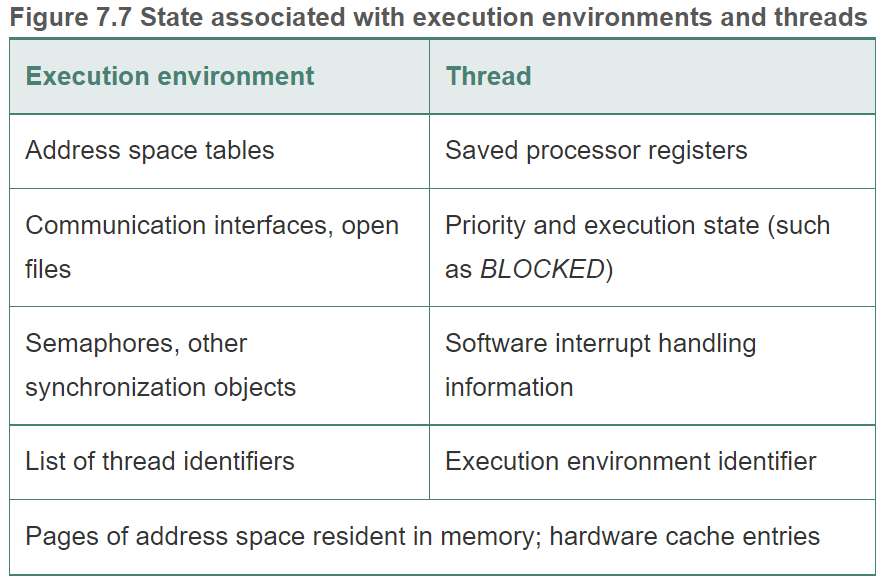 Figure 7.7 State associated with execution environments and threads
Execution environment
Thread
Address space tables
Saved processor registers
Communication interfaces, open
files
Priority and execution state (such
as BLOCKED)
Semaphores, other
synchronization objects
Software interrupt handling
information
List of thread identifiers
Execution environment identifier
Pages of address space resident in memory; hardware cache entries